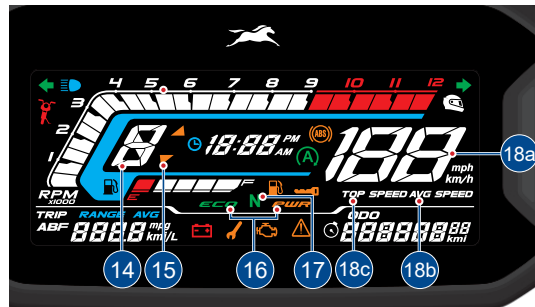 4 5 6 7 8 9 10 11 12
3
2
1
RPM
x1000
8
18:88 PM
AM
(ABS)
A
188
mph
km/h
18a
E F
TOP SPEED AVG SPEED
ECO N PWR
TRIP RANGE AVG
ABF 888.8 mpg
km/L
ODO
888888 88
kmi
14 15 16 17 18c 18b